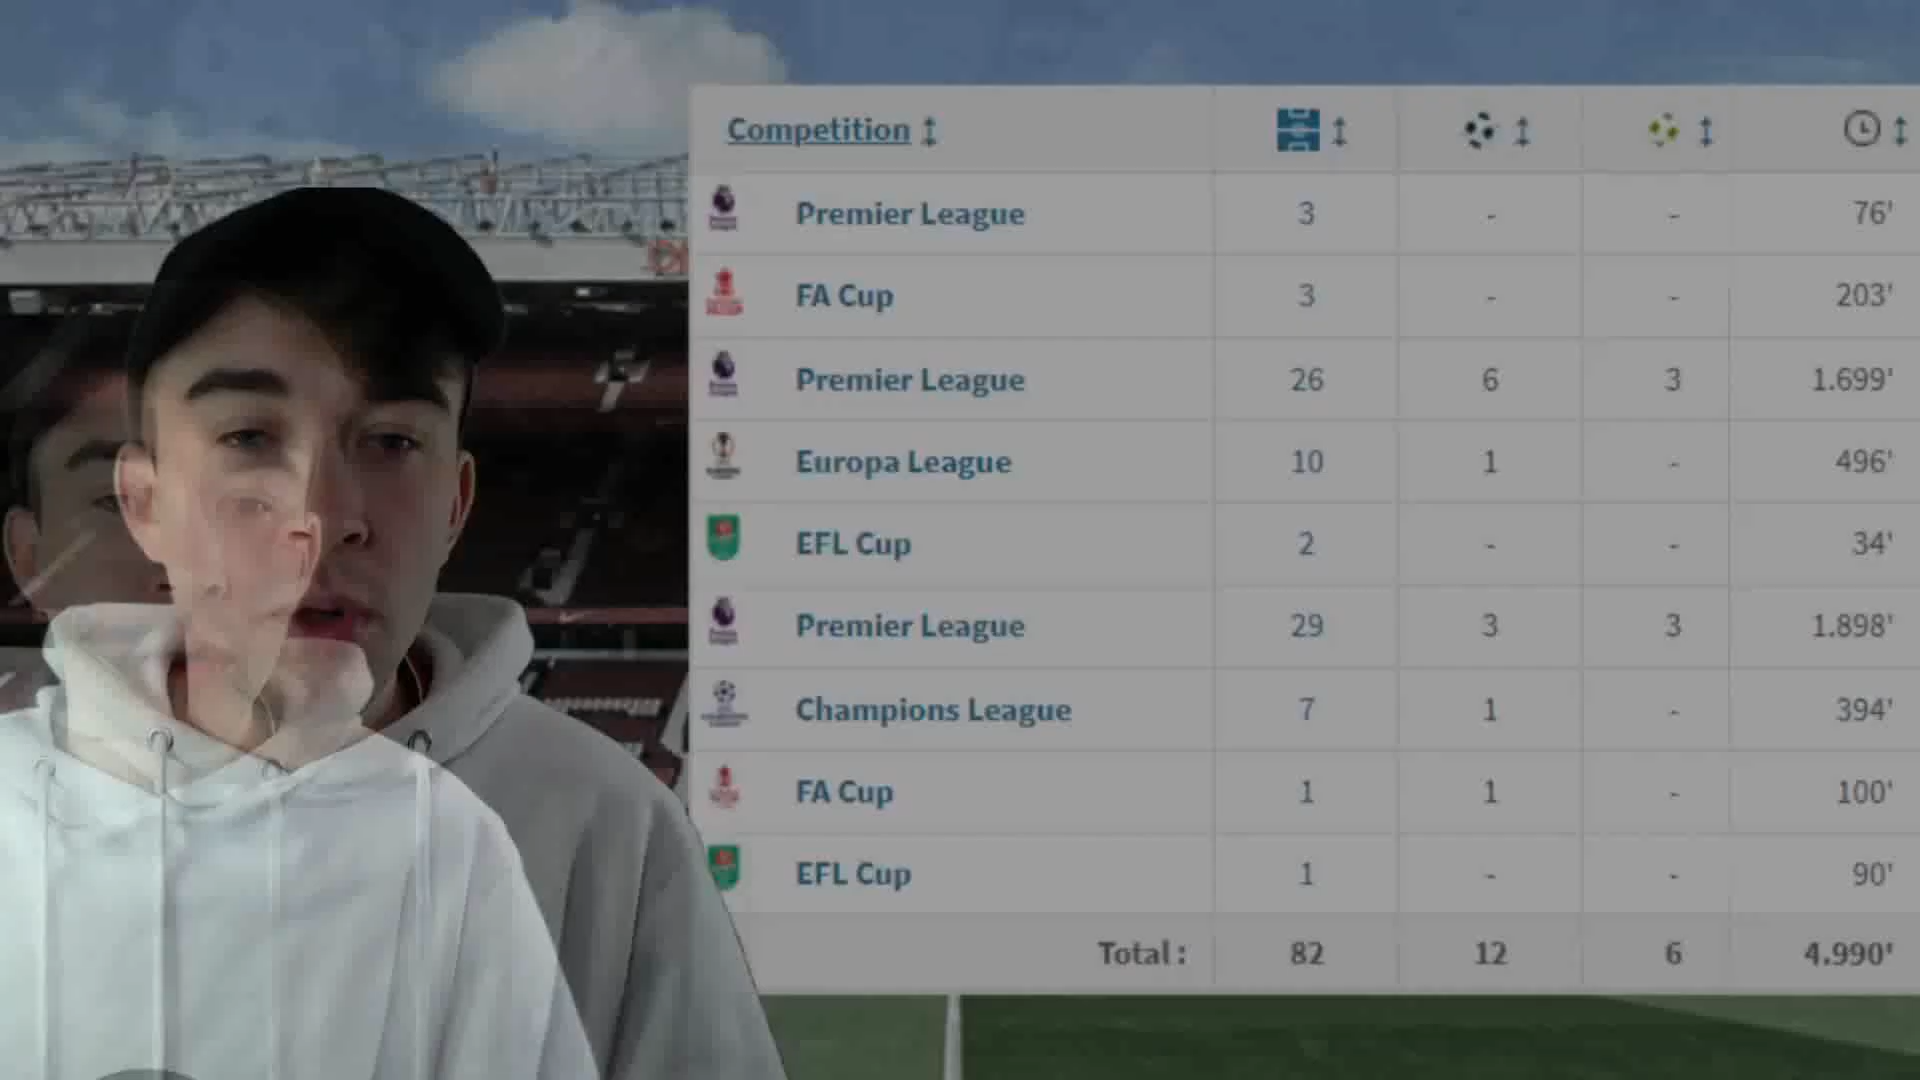 Competition
Premier League 3 - - 76'
FA Cup 3 - - 203'
Premier League 26 6 3 1.699'
Europa League 10 1 - 496'
EFL Cup 2 - - 34'
Premier League 29 3 3 1.898'
Champions League 7 1 - 394'
FA Cup 1 1 - 100'
EFL Cup 1 - - 90'
Total : 82 12 6 4.990'